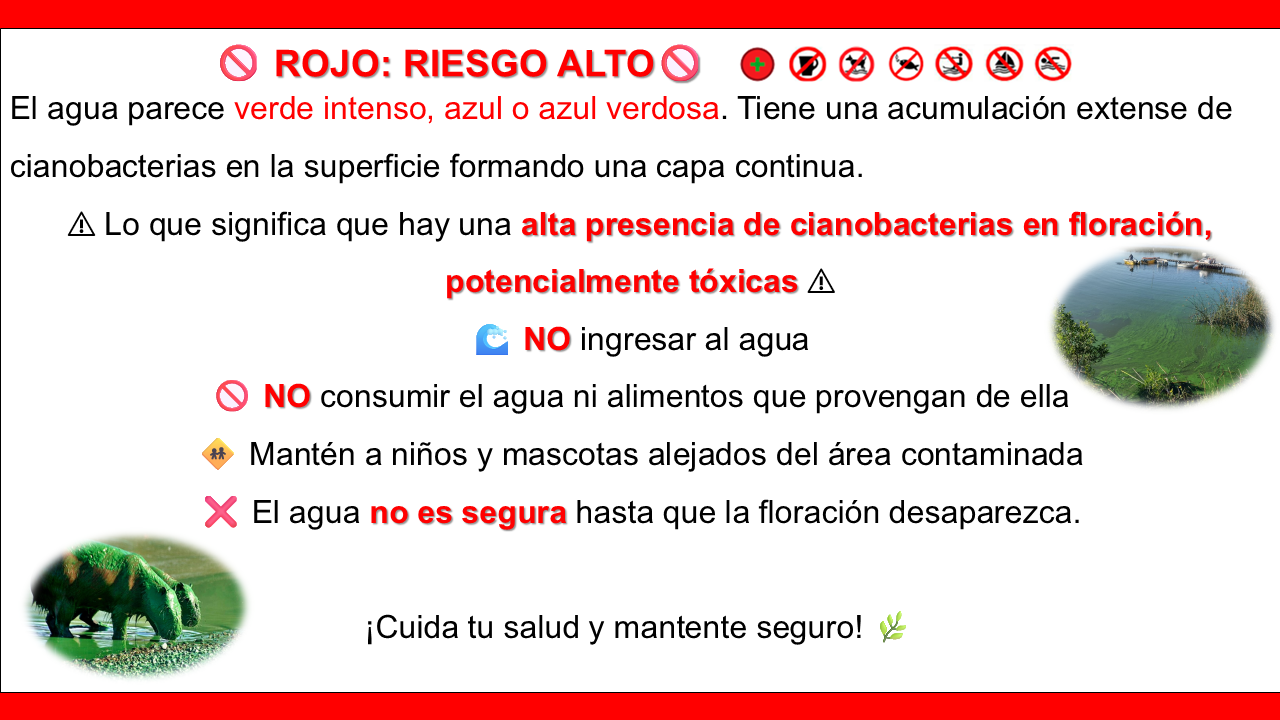 🚫 ROJO: RIESGO ALTO🚫
El agua parece verde intenso, azul o azul verdosa. Tiene una acumulación extense de
cianobacterias en la superficie formando una capa continua.
⚠ Lo que significa que hay una alta presencia de cianobacterias en floración,
potencialmente tóxicas ⚠
🌊 NO ingresar al agua
🚫 NO consumir el agua ni alimentos que provengan de ella
🚸 Mantén a niños y mascotas alejados del área contaminada
❌ El agua no es segura hasta que la floración desaparezca.
¡Cuida tu salud y mantente seguro! 🌿